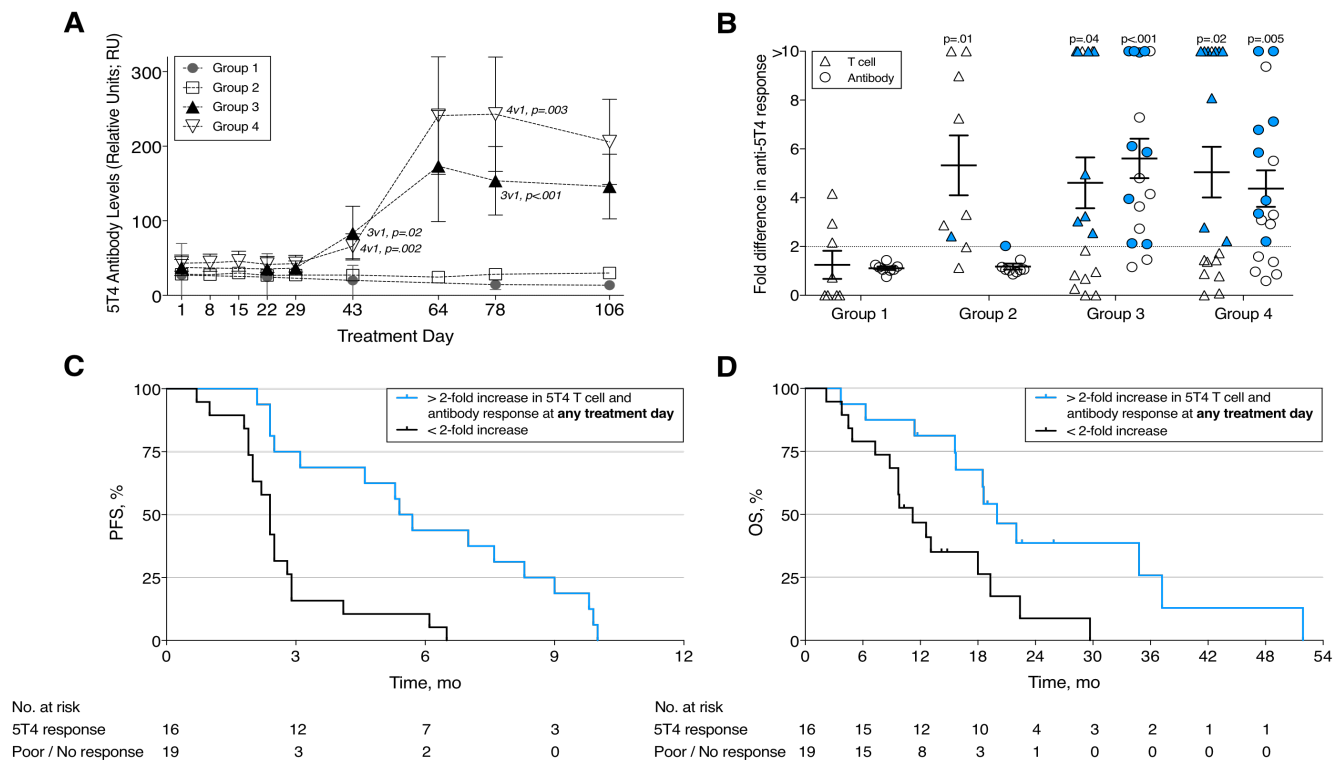 A
5T4 Antibody Levels (Relative Units; RU)
300
200
100
0
Group 1
Group 2
Group 3
Group 4
4v1, p=.003
3v1, p<.001
3v1, p=.02
4v1, p=.002
1 8 15 22 29 43 64 78 106
Treatment Day
B
Fold difference in anti-5T4 response
≥10
8
6
4
2
0
T cell
Antibody
p=.01
p=.04
p<.001
p=.02
p=.005
Group 1 Group 2 Group 3 Group 4
C
PFS, %
100
75
50
25
0
> 2-fold increase in 5T4 T cell and
antibody response at any treatment day
< 2-fold increase
0 3 6 9 12
Time, mo
No. at risk
5T4 response 16 12 7 3
Poor / No response 19 3 2 0
D
OS, %
100
75
50
25
0
> 2-fold increase in 5T4 T cell and
antibody response at any treatment day
< 2-fold increase
0 6 12 18 24 30 36 42 48 54
Time, mo
No. at risk
5T4 response 16 15 12 10 4 3 2 1 1
Poor / No response 19 15 8 3 1 0 0 0 0